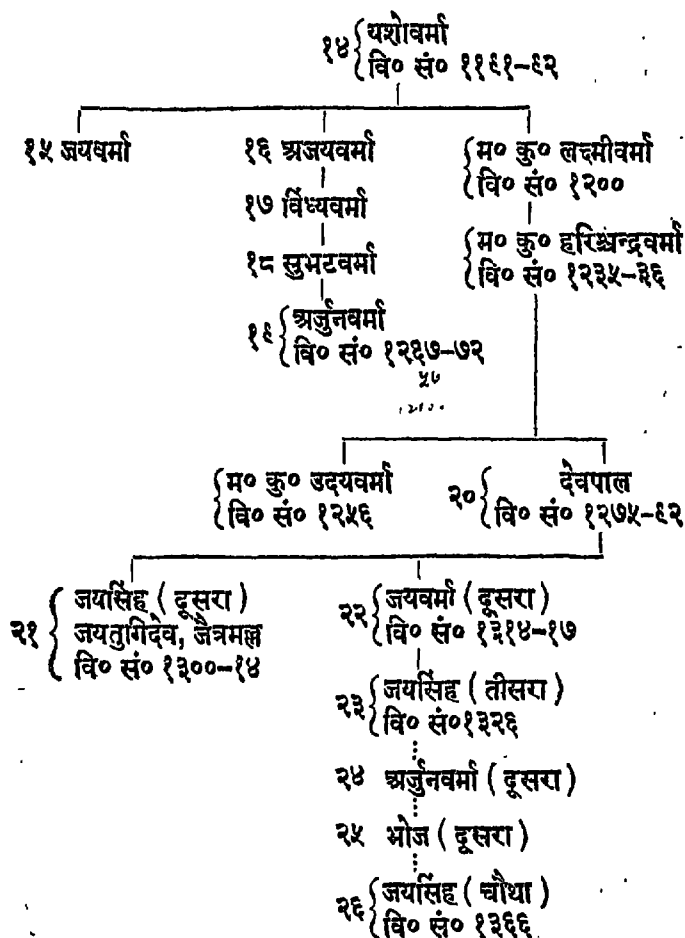 १४ यशोवर्मा
वि० सं० ११९१-९२
१५ जयवर्मा १६ अजयवर्मा म० कु० लक्ष्मीवर्मा
वि० सं० १२००
१७ विंध्यवर्मा
म० कु० हरिश्चन्द्रवर्मा
१८ सुभटवर्मा वि० सं० १२३५-३६
१९ अर्जुनवर्मा
वि० सं० १२६७-७२
५७
म० कु० उदयवर्मा २० देवपाल
वि० सं० १२५६ वि० सं० १२७५-९२
२१ जयसिंह ( दूसरा ) २२ जयवर्मा ( दूसरा )
जयतुगिदेव, जैत्रमल्ल वि० सं० १३१४-१७
वि० सं० १३००-१४
२३ जयसिंह ( तीसरा )
वि० सं०१३२६
२४ अर्जुनवर्मा ( दूसरा )
२५ भोज ( दूसरा )
२६ जयसिंह ( चौथा )
वि० सं० १३६६